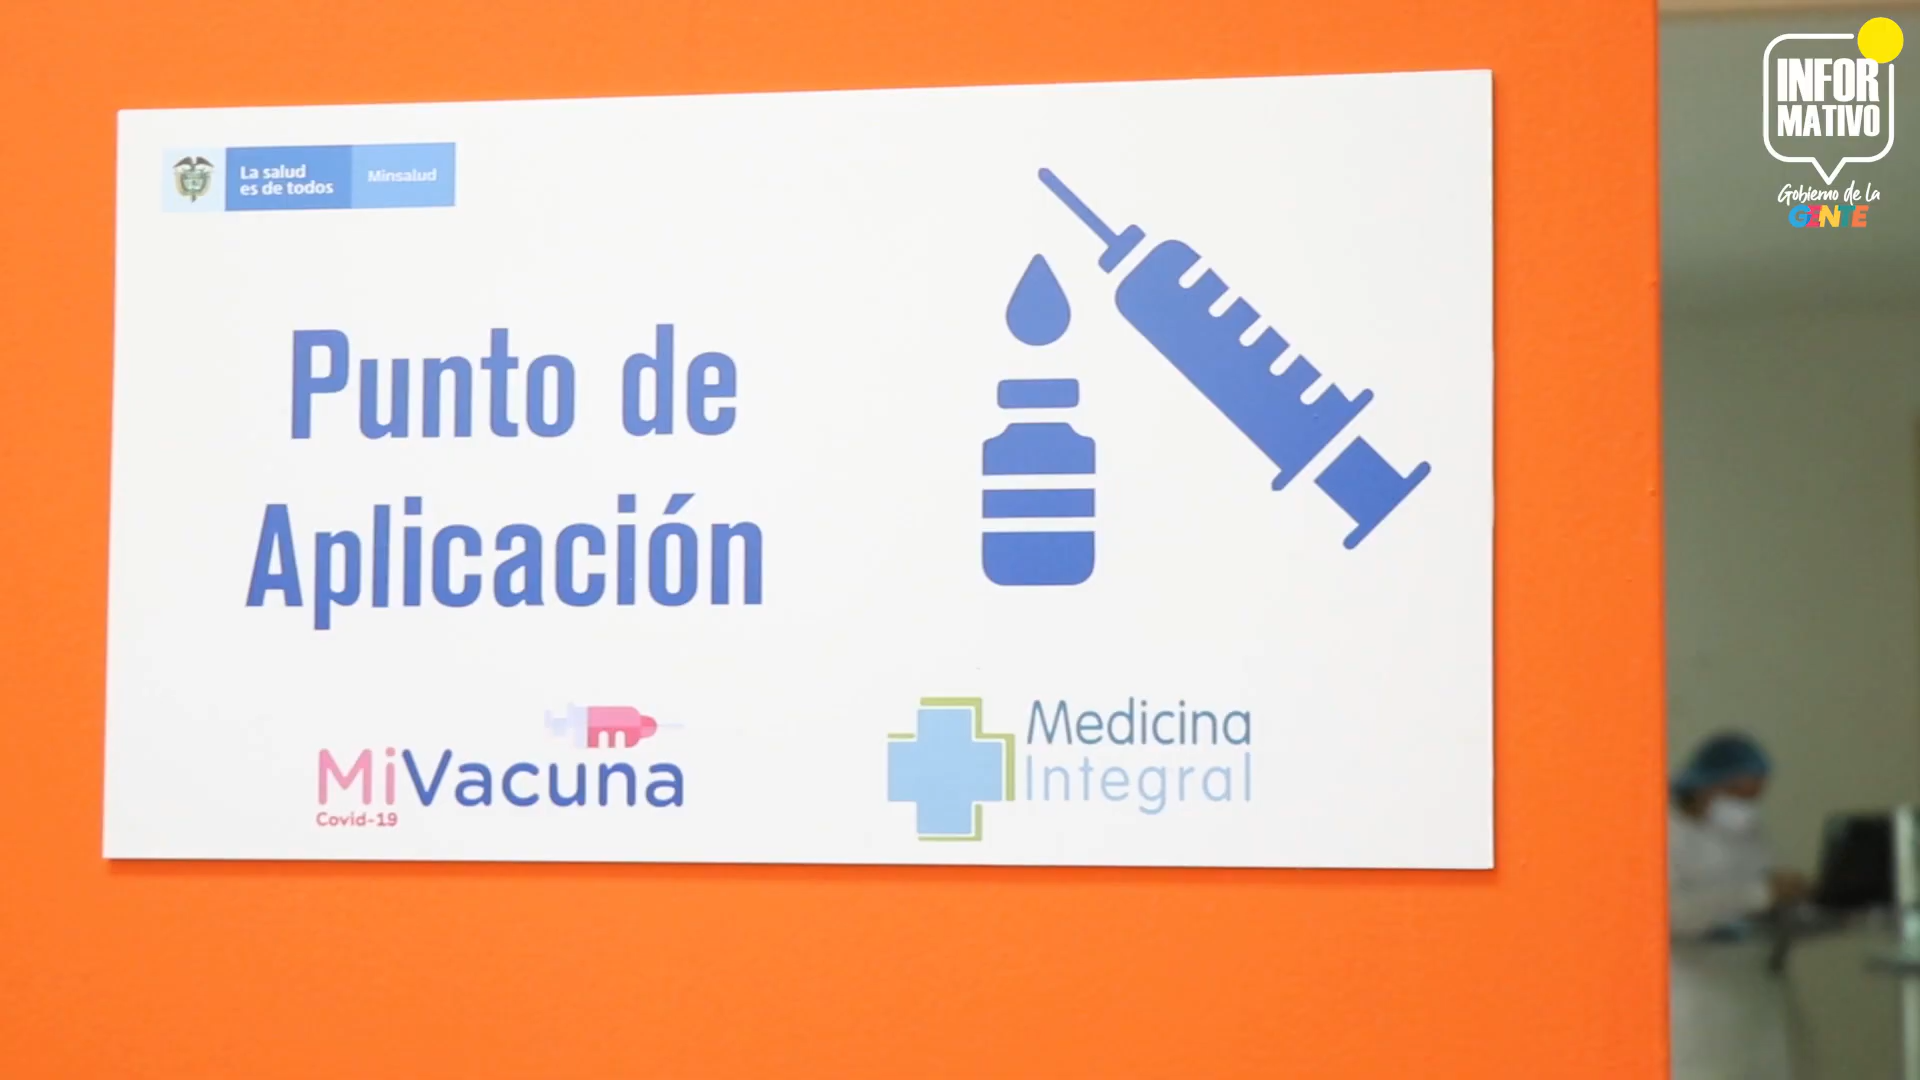 La salud
es de todos
Minsalud
Punto de
Aplicación
MiVacuna
Covid-19
Medicina
Integral
INFOR
MATIVO
Gobierno de la
GENTE